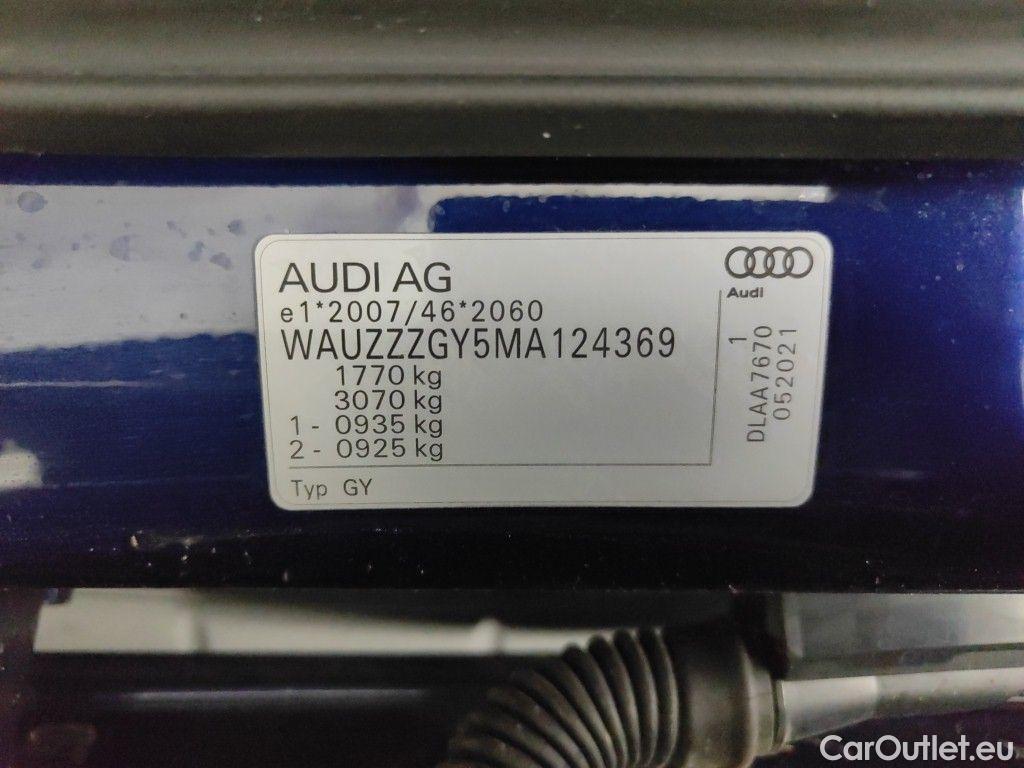 AUDI AG
e1*2007/46*2060
WAUZZZGY5MA124369
1770 kg
3070 kg
1 - 0935 kg
2 - 0925 kg
Typ GY
Audi
1
DLAA7670
052021
CarOutlet.eu